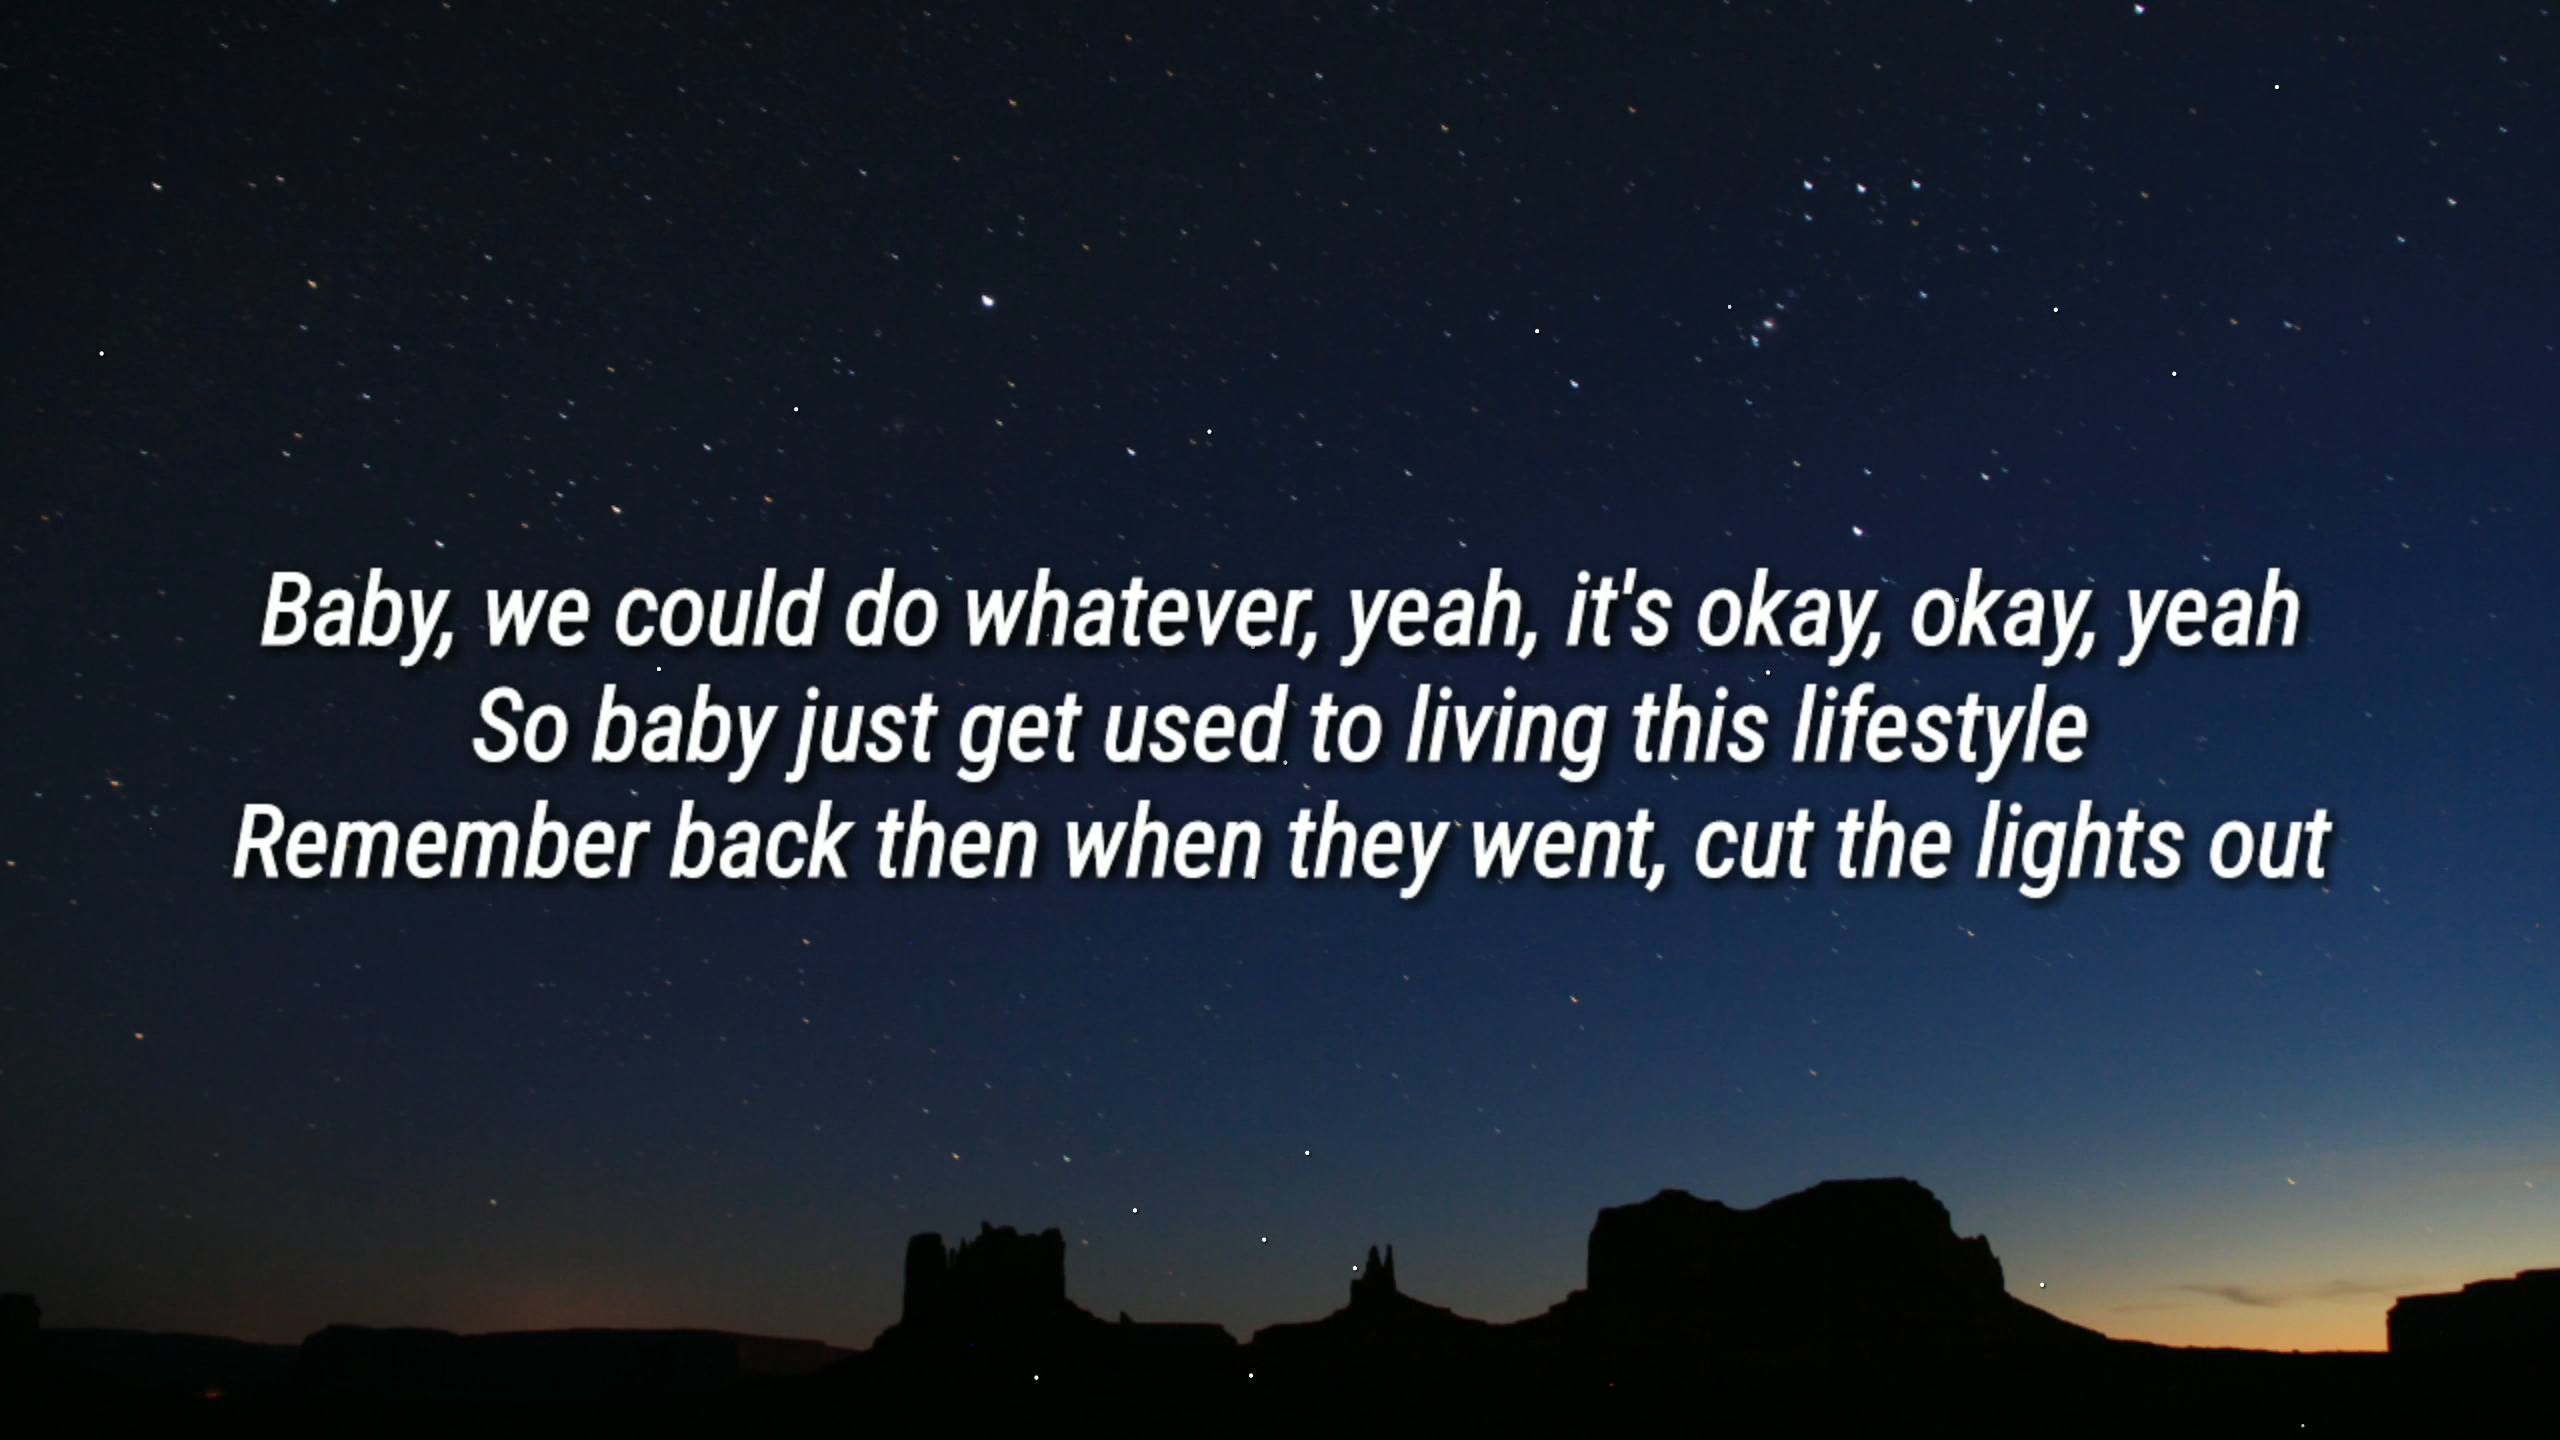 Baby, we could do whatever, yeah, it's okay, okay, yeah
So baby just get used to living this lifestyle
Remember back then when they went, cut the lights out